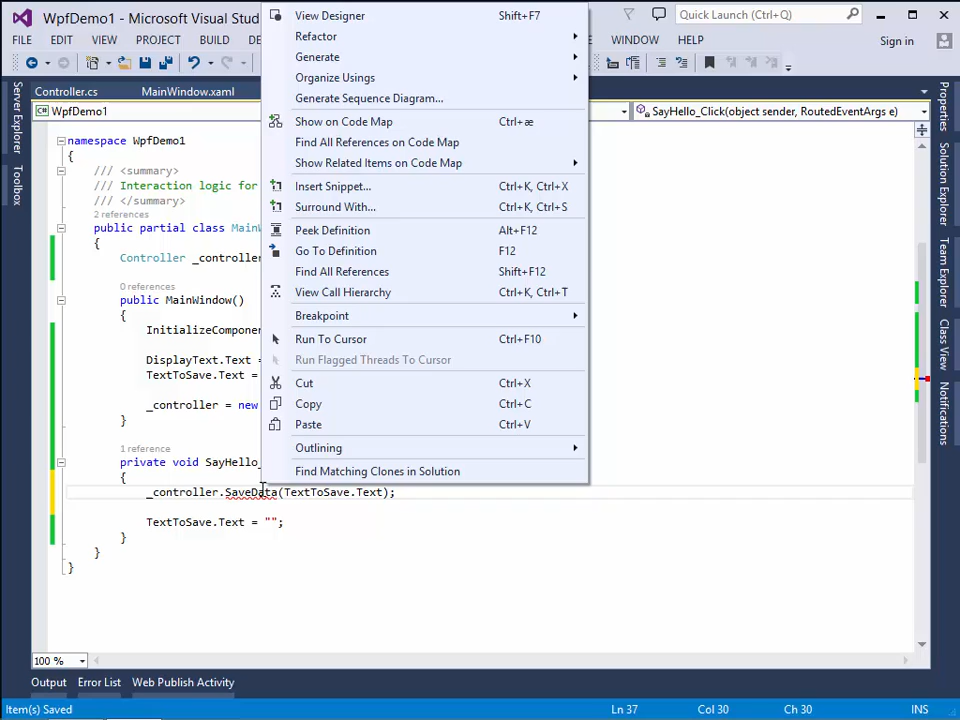 WpfDemo1 - Microsoft Visual Stud
Quick Launch (Ctrl+Q)
FILE EDIT VIEW PROJECT BUILD WINDOW HELP Sign in
Controller.cs MainWindow.xaml
WpfDemo1 SayHello_Click(object sender, RoutedEventArgs e)
Server Explorer
Toolbox
Properties
Solution Explorer
Team Explorer
Class View
Notifications
namespace WpfDemo1
{
/// <summary>
/// Interaction logic for
/// </summary>
2 references
public partial class Main
{
Controller _controller
0 references
public MainWindow()
{
InitializeComponen
DisplayText.Text =
TextToSave.Text =
_controller = new
}
1 reference
private void SayHello_
{
_controller.SaveData(TextToSave.Text);
TextToSave.Text = "";
}
}
}
View Designer Shift+F7
Refactor
Generate
Organize Usings
Generate Sequence Diagram...
Show on Code Map Ctrl+æ
Find All References on Code Map
Show Related Items on Code Map
Insert Snippet... Ctrl+K, Ctrl+X
Surround With... Ctrl+K, Ctrl+S
Peek Definition Alt+F12
Go To Definition F12
Find All References Shift+F12
View Call Hierarchy Ctrl+K, Ctrl+T
Breakpoint
Run To Cursor Ctrl+F10
Run Flagged Threads To Cursor
Cut Ctrl+X
Copy Ctrl+C
Paste Ctrl+V
Outlining
Find Matching Clones in Solution
100 %
Output Error List Web Publish Activity
Item(s) Saved Ln 37 Col 30 Ch 30 INS